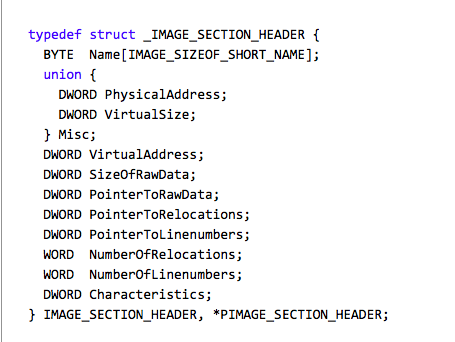 typedef struct _IMAGE_SECTION_HEADER {
  BYTE  Name[IMAGE_SIZEOF_SHORT_NAME];
  union {
    DWORD PhysicalAddress;
    DWORD VirtualSize;
  } Misc;
  DWORD VirtualAddress;
  DWORD SizeOfRawData;
  DWORD PointerToRawData;
  DWORD PointerToRelocations;
  DWORD PointerToLinenumbers;
  WORD  NumberOfRelocations;
  WORD  NumberOfLinenumbers;
  DWORD Characteristics;
} IMAGE_SECTION_HEADER, *PIMAGE_SECTION_HEADER;